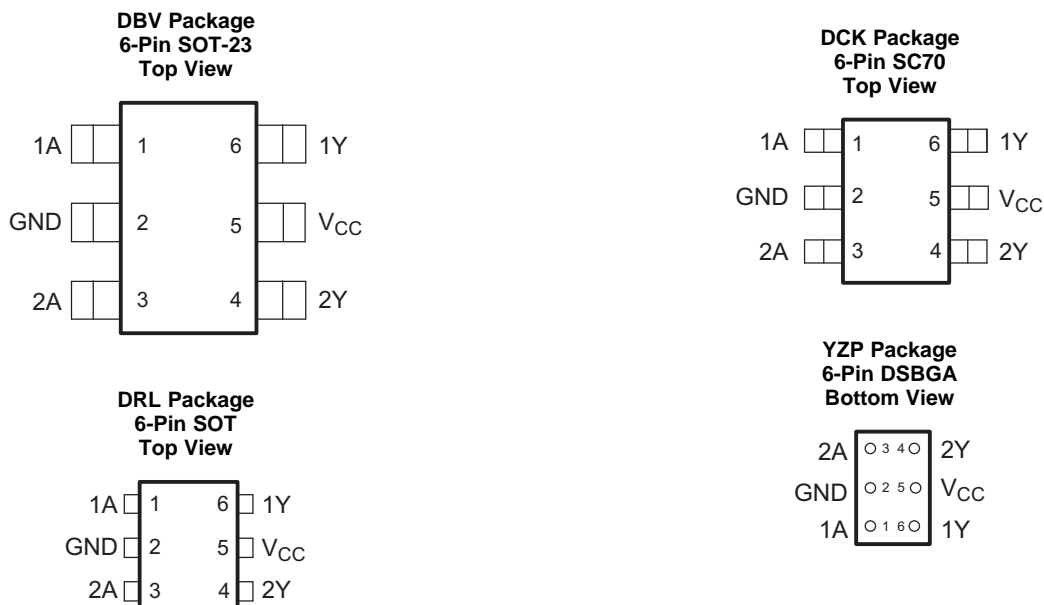 DBV Package
6-Pin SOT-23
Top View
1A 1 6 1Y
GND 2 5 VCC
2A 3 4 2Y
DCK Package
6-Pin SC70
Top View
1A 1 6 1Y
GND 2 5 VCC
2A 3 4 2Y
DRL Package
6-Pin SOT
Top View
1A 1 6 1Y
GND 2 5 VCC
2A 3 4 2Y
YZP Package
6-Pin DSBGA
Bottom View
2A 3 4 2Y
GND 2 5 VCC
1A 1 6 1Y